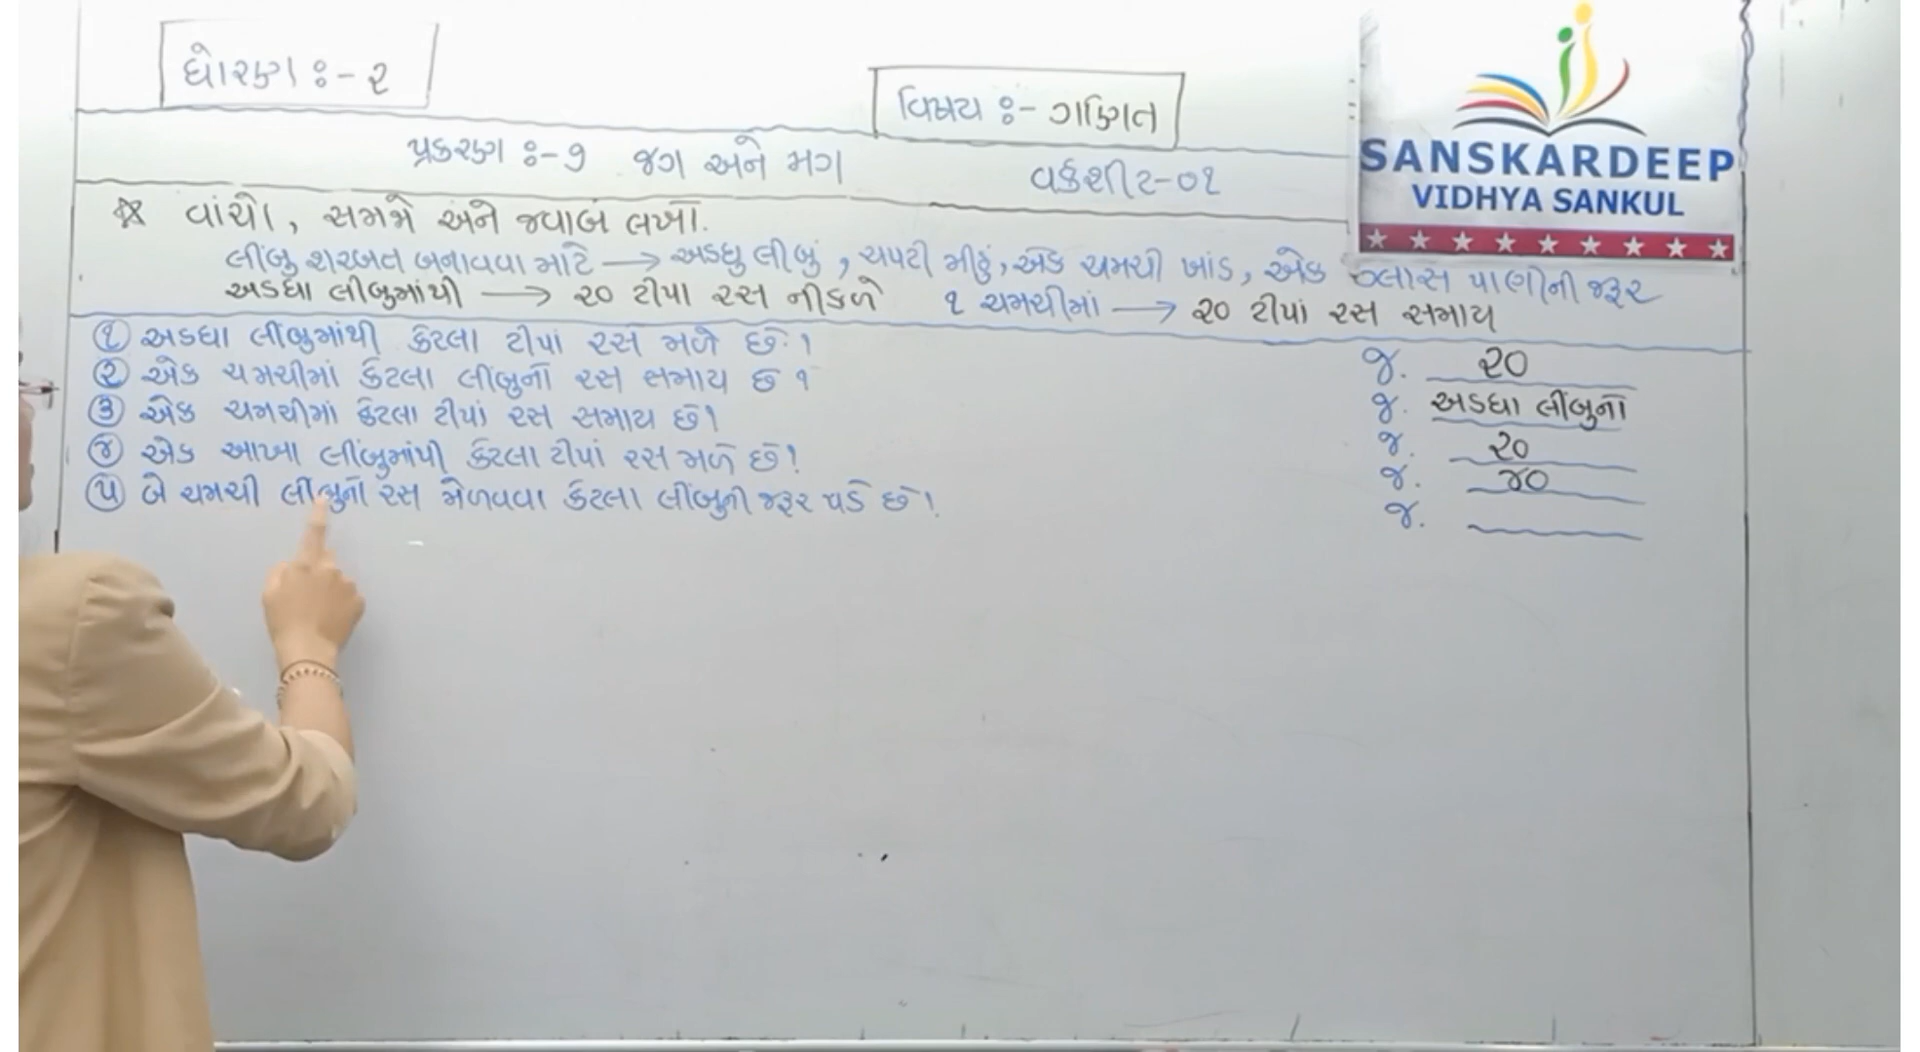 ધોરણ :- ૨
વિષય :- ગણિત
પ્રકરણ :- ૭ જગ અને મગ
વર્કશીટ-૦૧
SANSKARDEEP
VIDHYA SANKUL
☆ વાંચો, સમજો અને જવાબ લખો.
લીંબુ શરબત બનાવવા માટે → અડધુ લીંબું, ચપટી મીઠું, એક ચમચી ખાંડ, એક ગ્લાસ પાણીની જરૂર
અડધા લીંબુમાંથી → ૨૦ ટીપા રસ નીકળે ૧ ચમચીમાં → ૨૦ ટીપાં રસ સમાય
① અડધા લીંબુમાંથી કેટલા ટીપાં રસ મળે છે? જ. ૨૦
② એક ચમચીમાં કેટલા લીંબુનો રસ સમાય છે? જ. અડધા લીંબુનો
③ એક ચમચીમાં કેટલા ટીપાં રસ સમાય છે? જ. ૨૦
④ એક આખા લીંબુમાંથી કેટલા ટીપાં રસ મળે છે? જ. ૪૦
⑤ બે ચમચી લીંબુનો રસ મેળવવા કેટલા લીંબુની જરૂર પડે છે? જ.